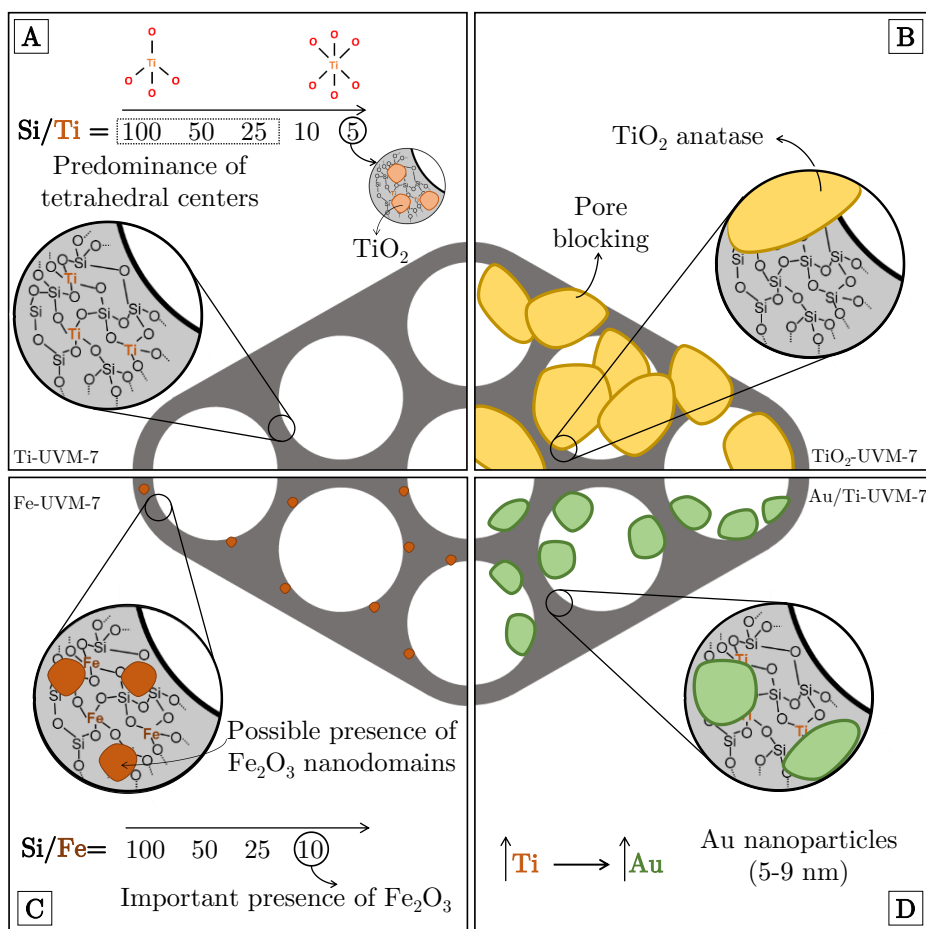 A
O
O O O
Ti
O O
O
Ti
O O O
Si/Ti = 100 50 25 10 5
Predominance of
tetrahedral centers
TiO₂
Ti-UVM-7
B
TiO₂ anatase
Pore
blocking
TiO₂-UVM-7
Fe-UVM-7
Possible presence of
Fe₂O₃ nanodomains
Si/Fe= 100 50 25 10
Important presence of Fe₂O₃
C
Au/Ti-UVM-7
Ti Au
Au nanoparticles
(5-9 nm)
D